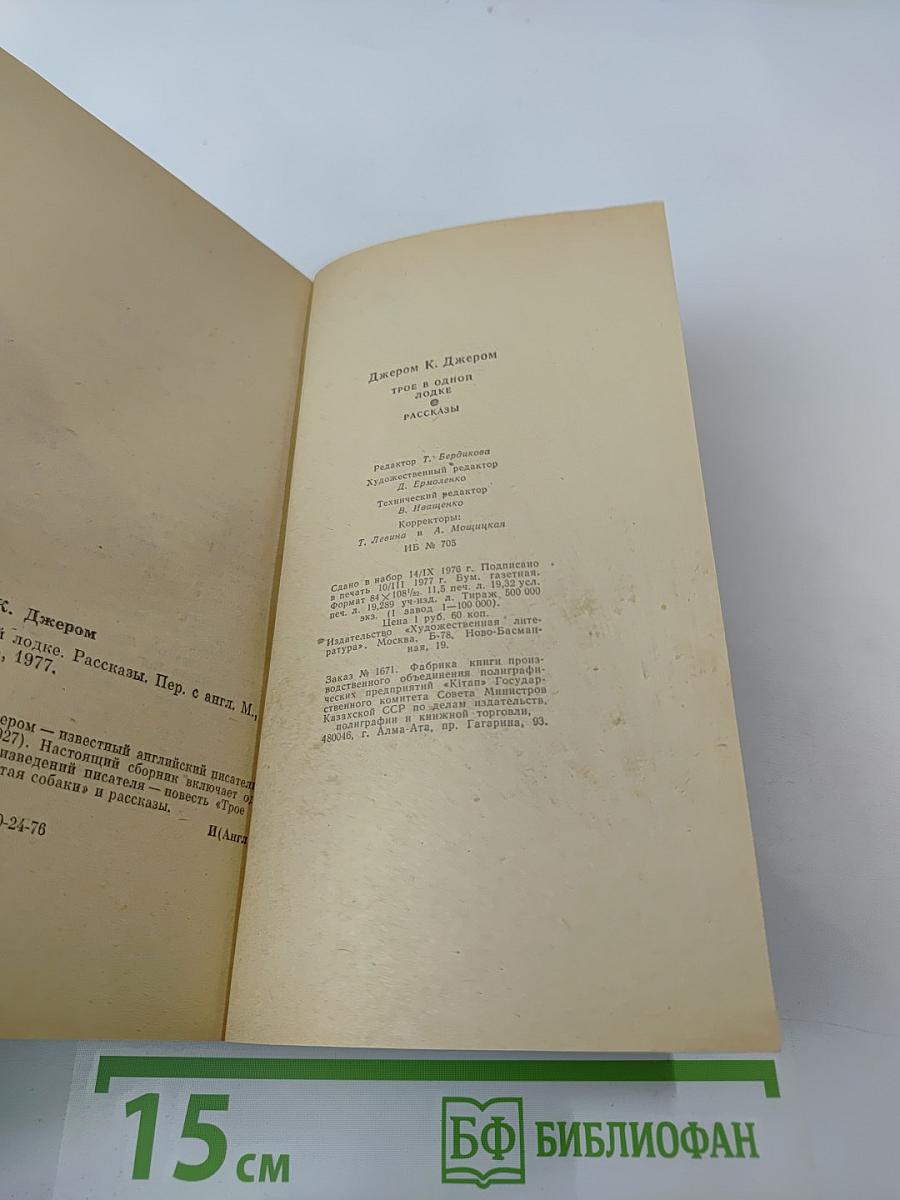 К. Джером
й лодке. Рассказы. Пер. с англ. М.,
, 1977.
ером — известный английский писатель
927). Настоящий сборник включает од
изведений писателя — повесть «Трое
тая собаки» и рассказы.
0-24-76
И(Англ
Джером К. Джером
ТРОЕ В ОДНОЙ
ЛОДКЕ
РАССКАЗЫ
Редактор Т. Бердикова
Художественный редактор
Д. Ермоленко
Технический редактор
В. Иващенко
Корректоры:
Т. Левина и А. Мощицкая
ИБ № 705
Сдано в набор 14/IX 1976 г. Подписано
в печать 10/III 1977 г. Бум. газетная.
Формат 84×108 1/32. 11,5 печ. л. 19,32 усл.
печ. л. 19,289 уч-изд. л. Тираж 500 000
экз. (I завод 1—100 000).
Цена 1 руб. 60 коп.
Издательство «Художественная лите-
ратура». Москва, Б-78, Ново-Басман-
ная, 19.
Заказ № 1671. Фабрика книги произ-
водственного объединения полиграфи-
ческих предприятий «Кітап» Государ-
ственного комитета Совета Министров
Казахской ССР по делам издательств,
полиграфии и книжной торговли,
480046, г. Алма-Ата, пр. Гагарина, 93.
15 см
БФ БИБЛИОФАН